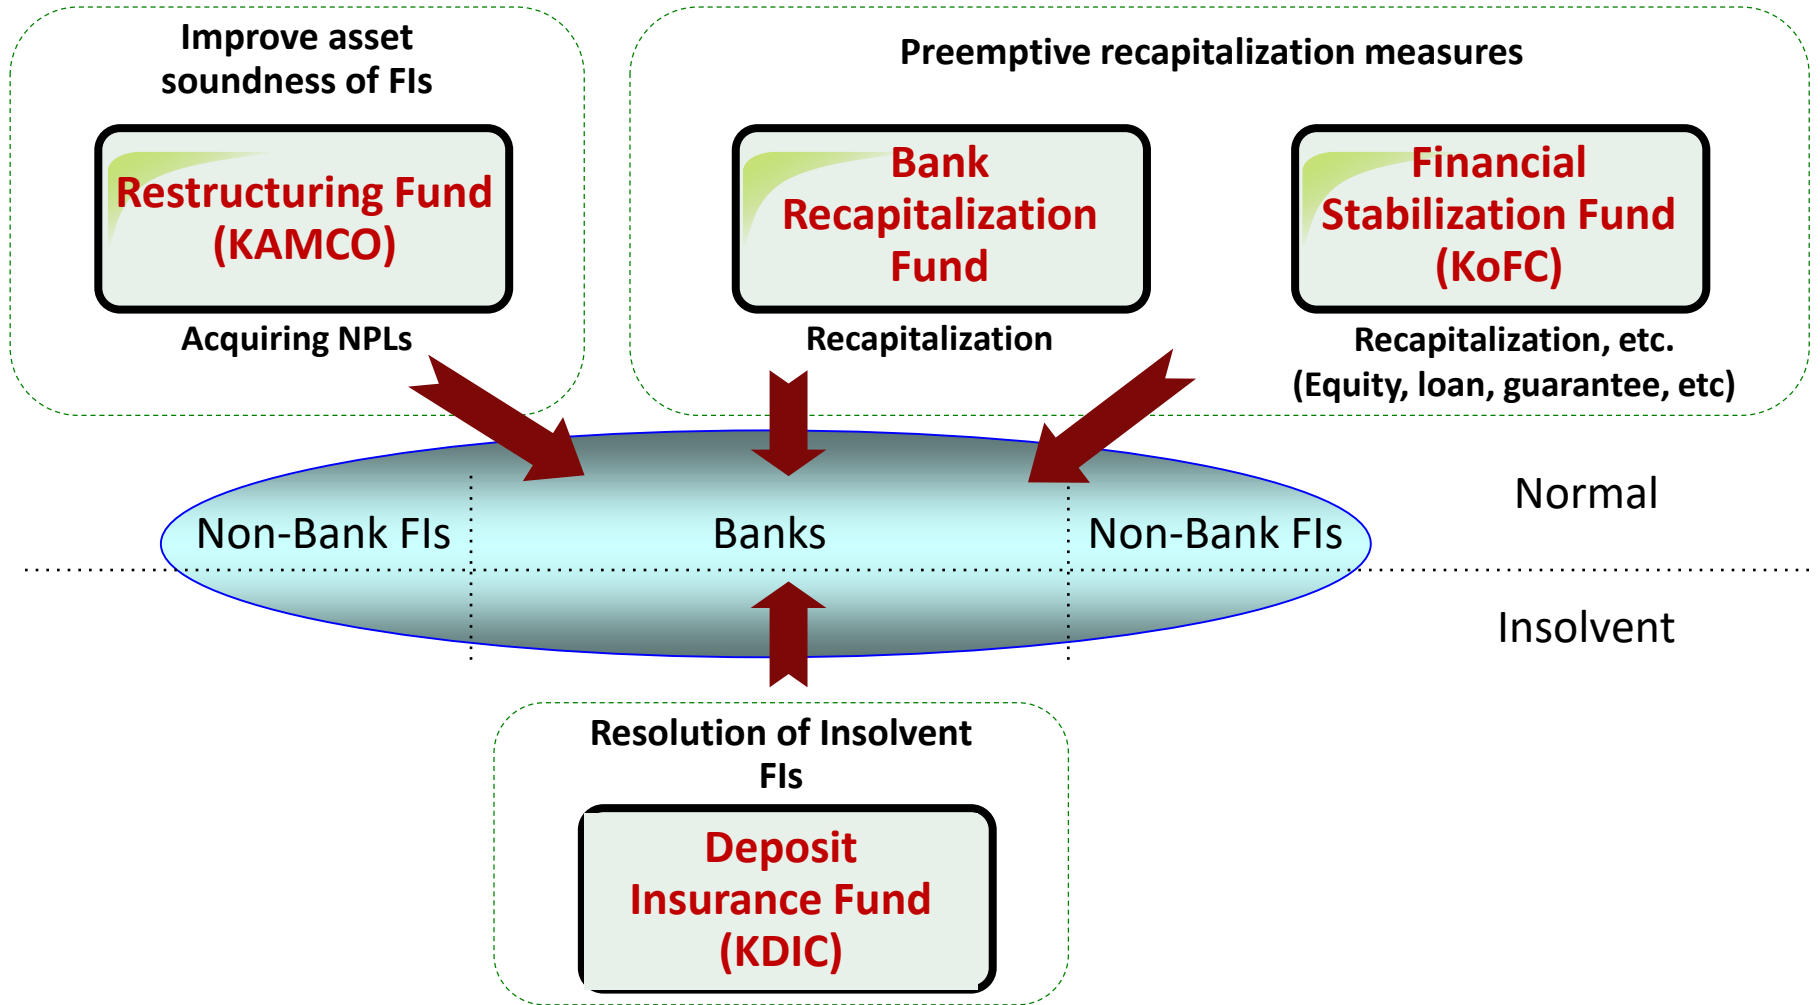 Improve asset
soundness of FIs
Restructuring Fund
(KAMCO)
Acquiring NPLs
Preemptive recapitalization measures
Bank
Recapitalization
Fund
Recapitalization
Financial
Stabilization Fund
(KoFC)
Recapitalization, etc.
(Equity, loan, guarantee, etc)
Non-Bank FIs
Banks
Non-Bank FIs
Normal
Insolvent
Resolution of Insolvent
FIs
Deposit
Insurance Fund
(KDIC)